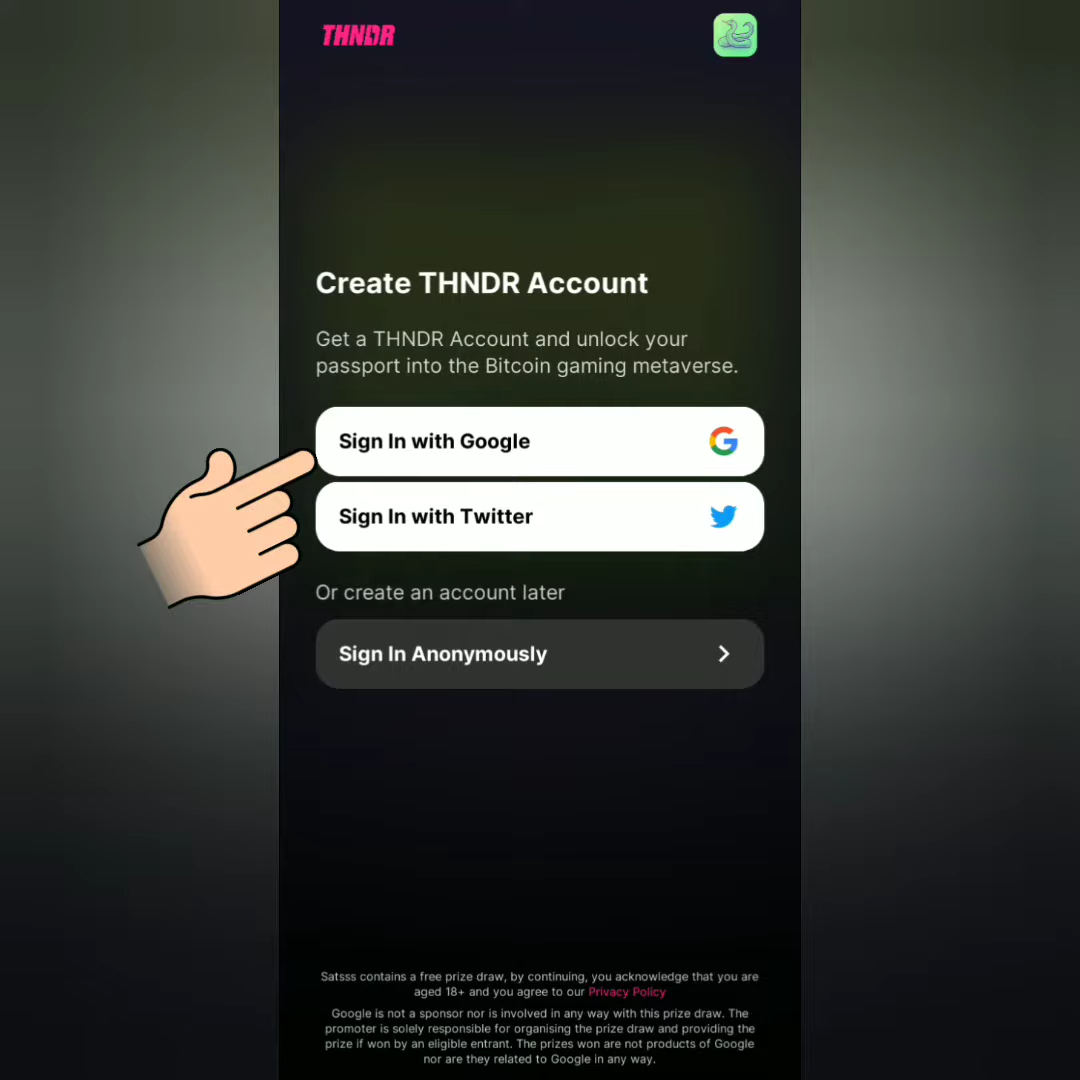 THNDR
Create THNDR Account
Get a THNDR Account and unlock your
passport into the Bitcoin gaming metaverse.
Sign In with Google
Sign In with Twitter
Or create an account later
Sign In Anonymously
Satsss contains a free prize draw, by continuing, you acknowledge that you are
aged 18+ and you agree to our Privacy Policy
Google is not a sponsor nor is involved in any way with this prize draw. The
promoter is solely responsible for organising the prize draw and providing the
prize if won by an eligible entrant. The prizes won are not products of Google
nor are they related to Google in any way.